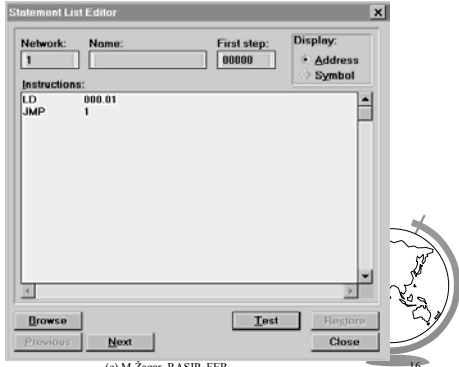 Statement List Editor
Network: Name: First step: Display:
1 00000 Address
Symbol
Instructions:
LD 000.01
JMP 1
Browse Test Restore
Previous Next Close
(c) M.Žagar, RASIP, FER 16